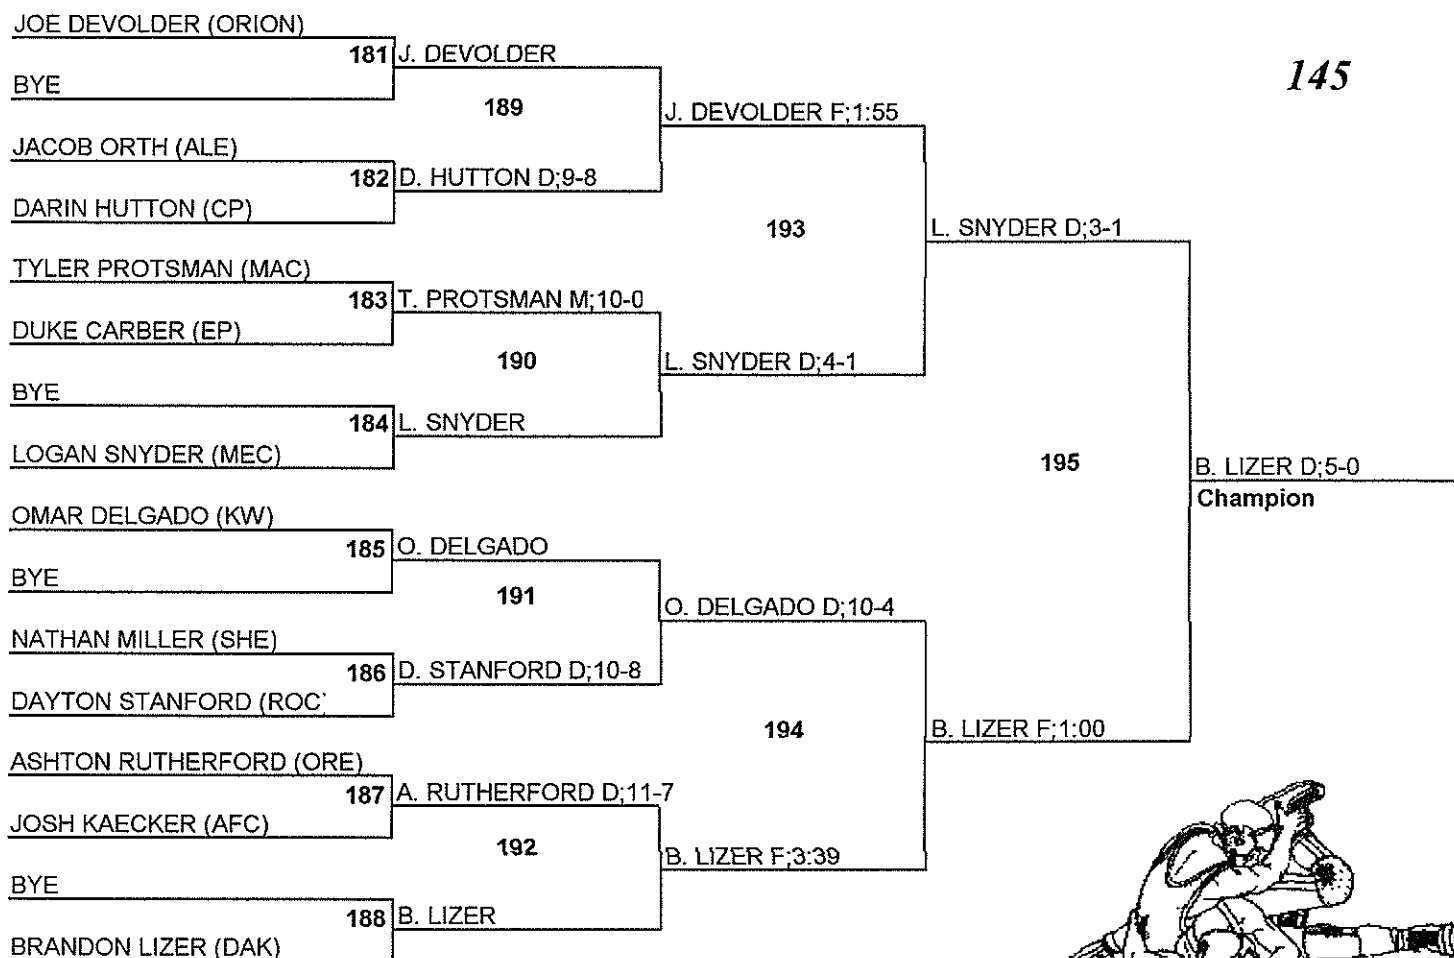 JOE DEVOLDER (ORION)
181 J. DEVOLDER
BYE
145
189
J. DEVOLDER F;1:55
JACOB ORTH (ALE)
182 D. HUTTON D;9-8
DARIN HUTTON (CP)
193
L. SNYDER D;3-1
TYLER PROTSMAN (MAC)
183 T. PROTSMAN M;10-0
DUKE CARBER (EP)
190
L. SNYDER D;4-1
BYE
184 L. SNYDER
LOGAN SNYDER (MEC)
195
B. LIZER D;5-0
Champion
OMAR DELGADO (KW)
185 O. DELGADO
BYE
191
O. DELGADO D;10-4
NATHAN MILLER (SHE)
186 D. STANFORD D;10-8
DAYTON STANFORD (ROC)
194
B. LIZER F;1:00
ASHTON RUTHERFORD (ORE)
187 A. RUTHERFORD D;11-7
JOSH KAECKER (AFC)
192
B. LIZER F;3:39
BYE
188 B. LIZER
BRANDON LIZER (DAK)